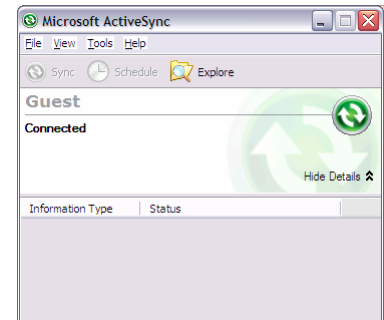 Microsoft ActiveSync
File View Tools Help
Sync Schedule Explore
Guest
Connected
Hide Details
Information Type Status